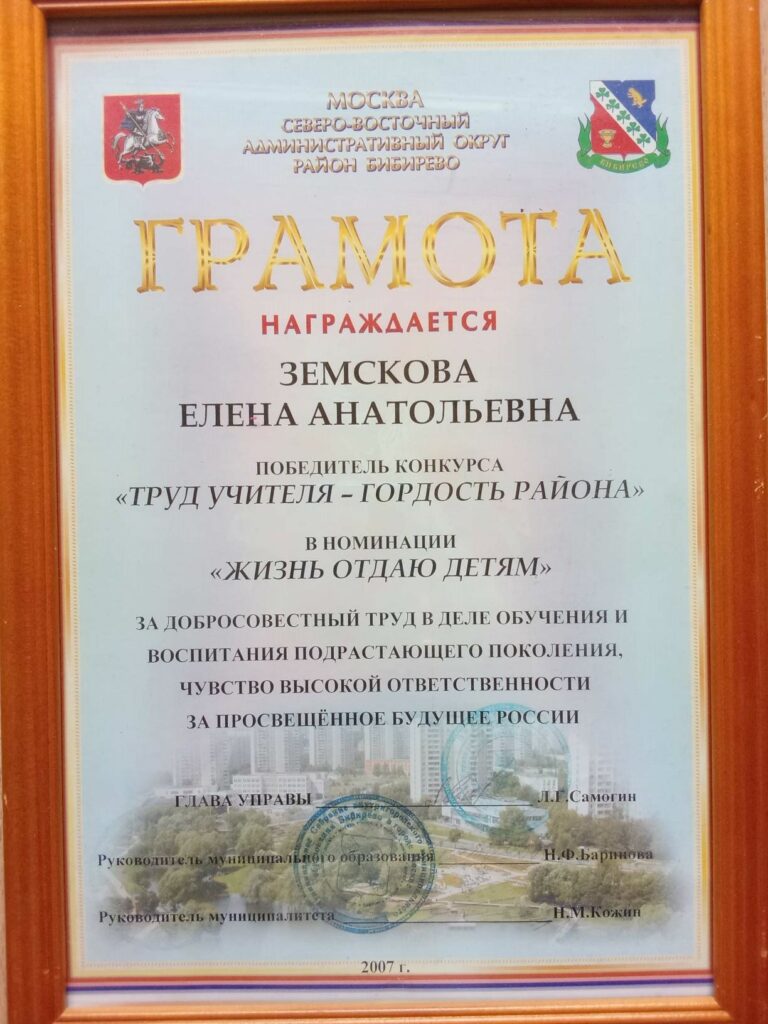 МОСКВА
СЕВЕРО-ВОСТОЧНЫЙ
АДМИНИСТРАТИВНЫЙ ОКРУГ
РАЙОН БИБИРЕВО
БИБИРЕВО
ГРАМОТА
НАГРАЖДАЕТСЯ
ЗЕМСКОВА
ЕЛЕНА АНАТОЛЬЕВНА
ПОБЕДИТЕЛЬ КОНКУРСА
«ТРУД УЧИТЕЛЯ – ГОРДОСТЬ РАЙОНА»
В НОМИНАЦИИ
«ЖИЗНЬ ОТДАЮ ДЕТЯМ»
ЗА ДОБРОСОВЕСТНЫЙ ТРУД В ДЕЛЕ ОБУЧЕНИЯ И
ВОСПИТАНИЯ ПОДРАСТАЮЩЕГО ПОКОЛЕНИЯ,
ЧУВСТВО ВЫСОКОЙ ОТВЕТСТВЕННОСТИ
ЗА ПРОСВЕЩЁННОЕ БУДУЩЕЕ РОССИИ
ГЛАВА УПРАВЫ Л.Г.Самогин
Руководитель муниципального образования Н.Ф.Баринова
Руководитель муниципалитета Н.М.Кожин
2007 г.